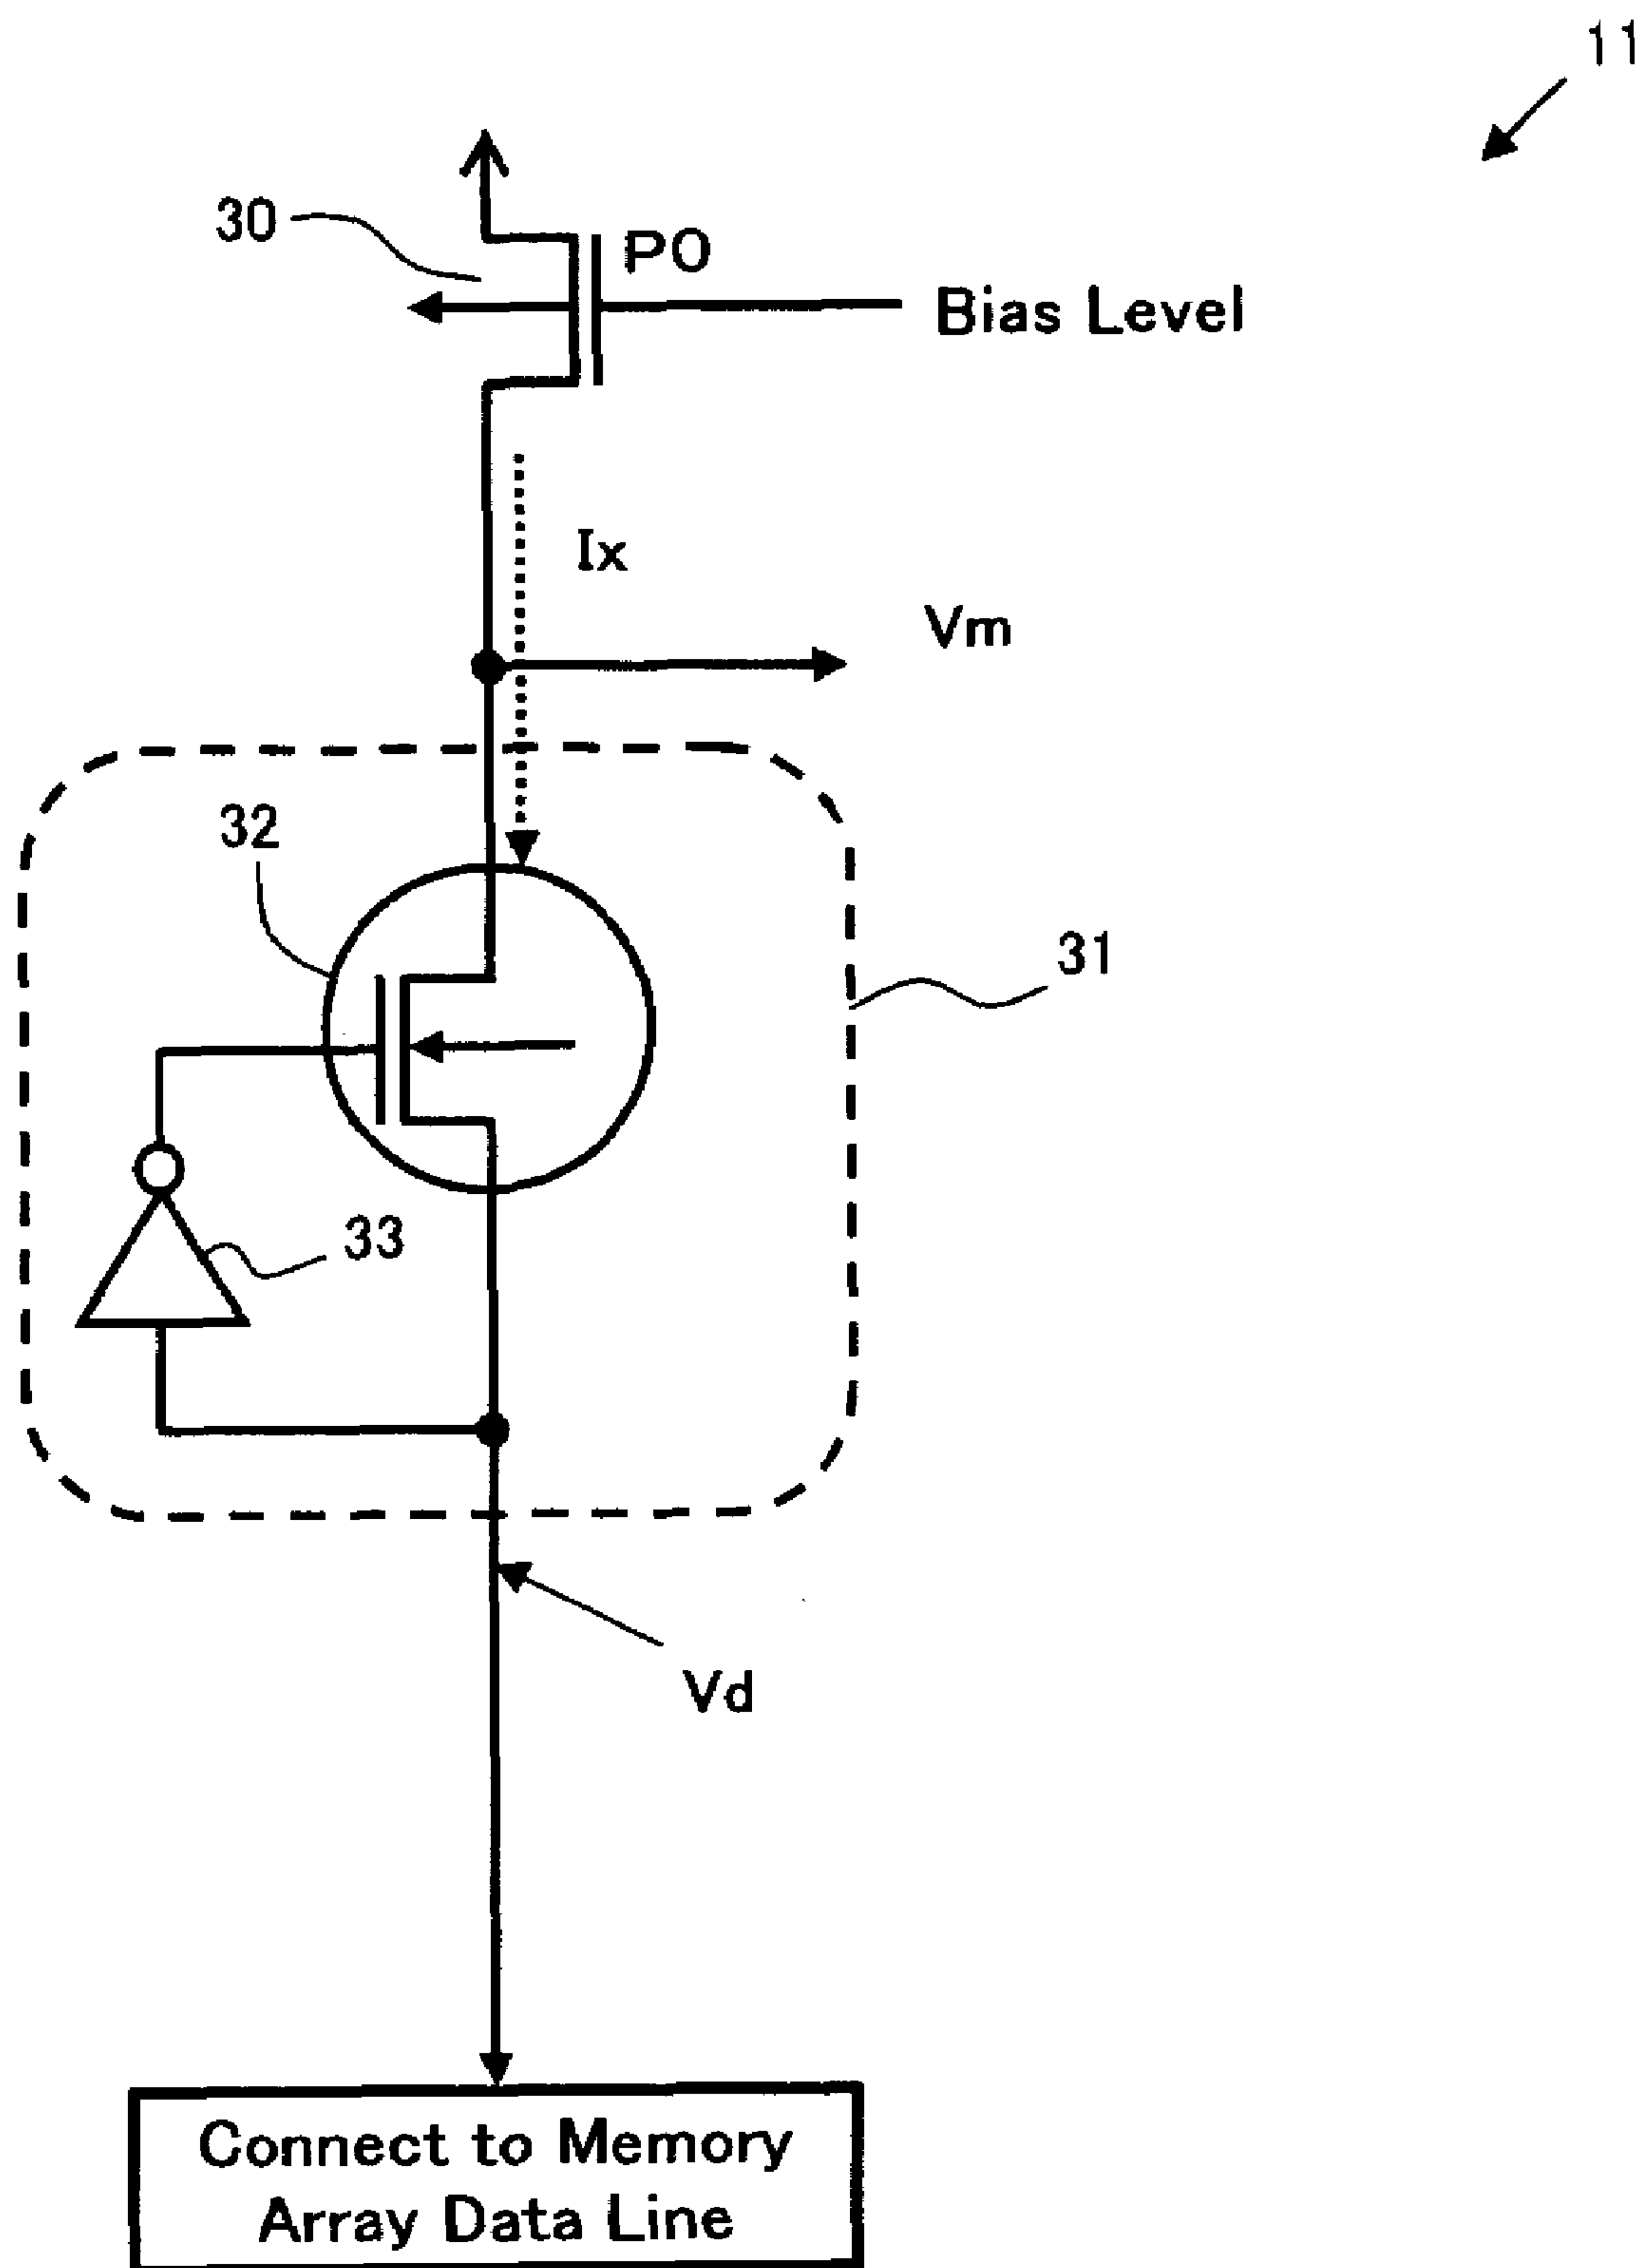 11
30
P0
Bias Level
Ix
Vm
32
31
33
Vd
Connect to Memory
Array Data Line